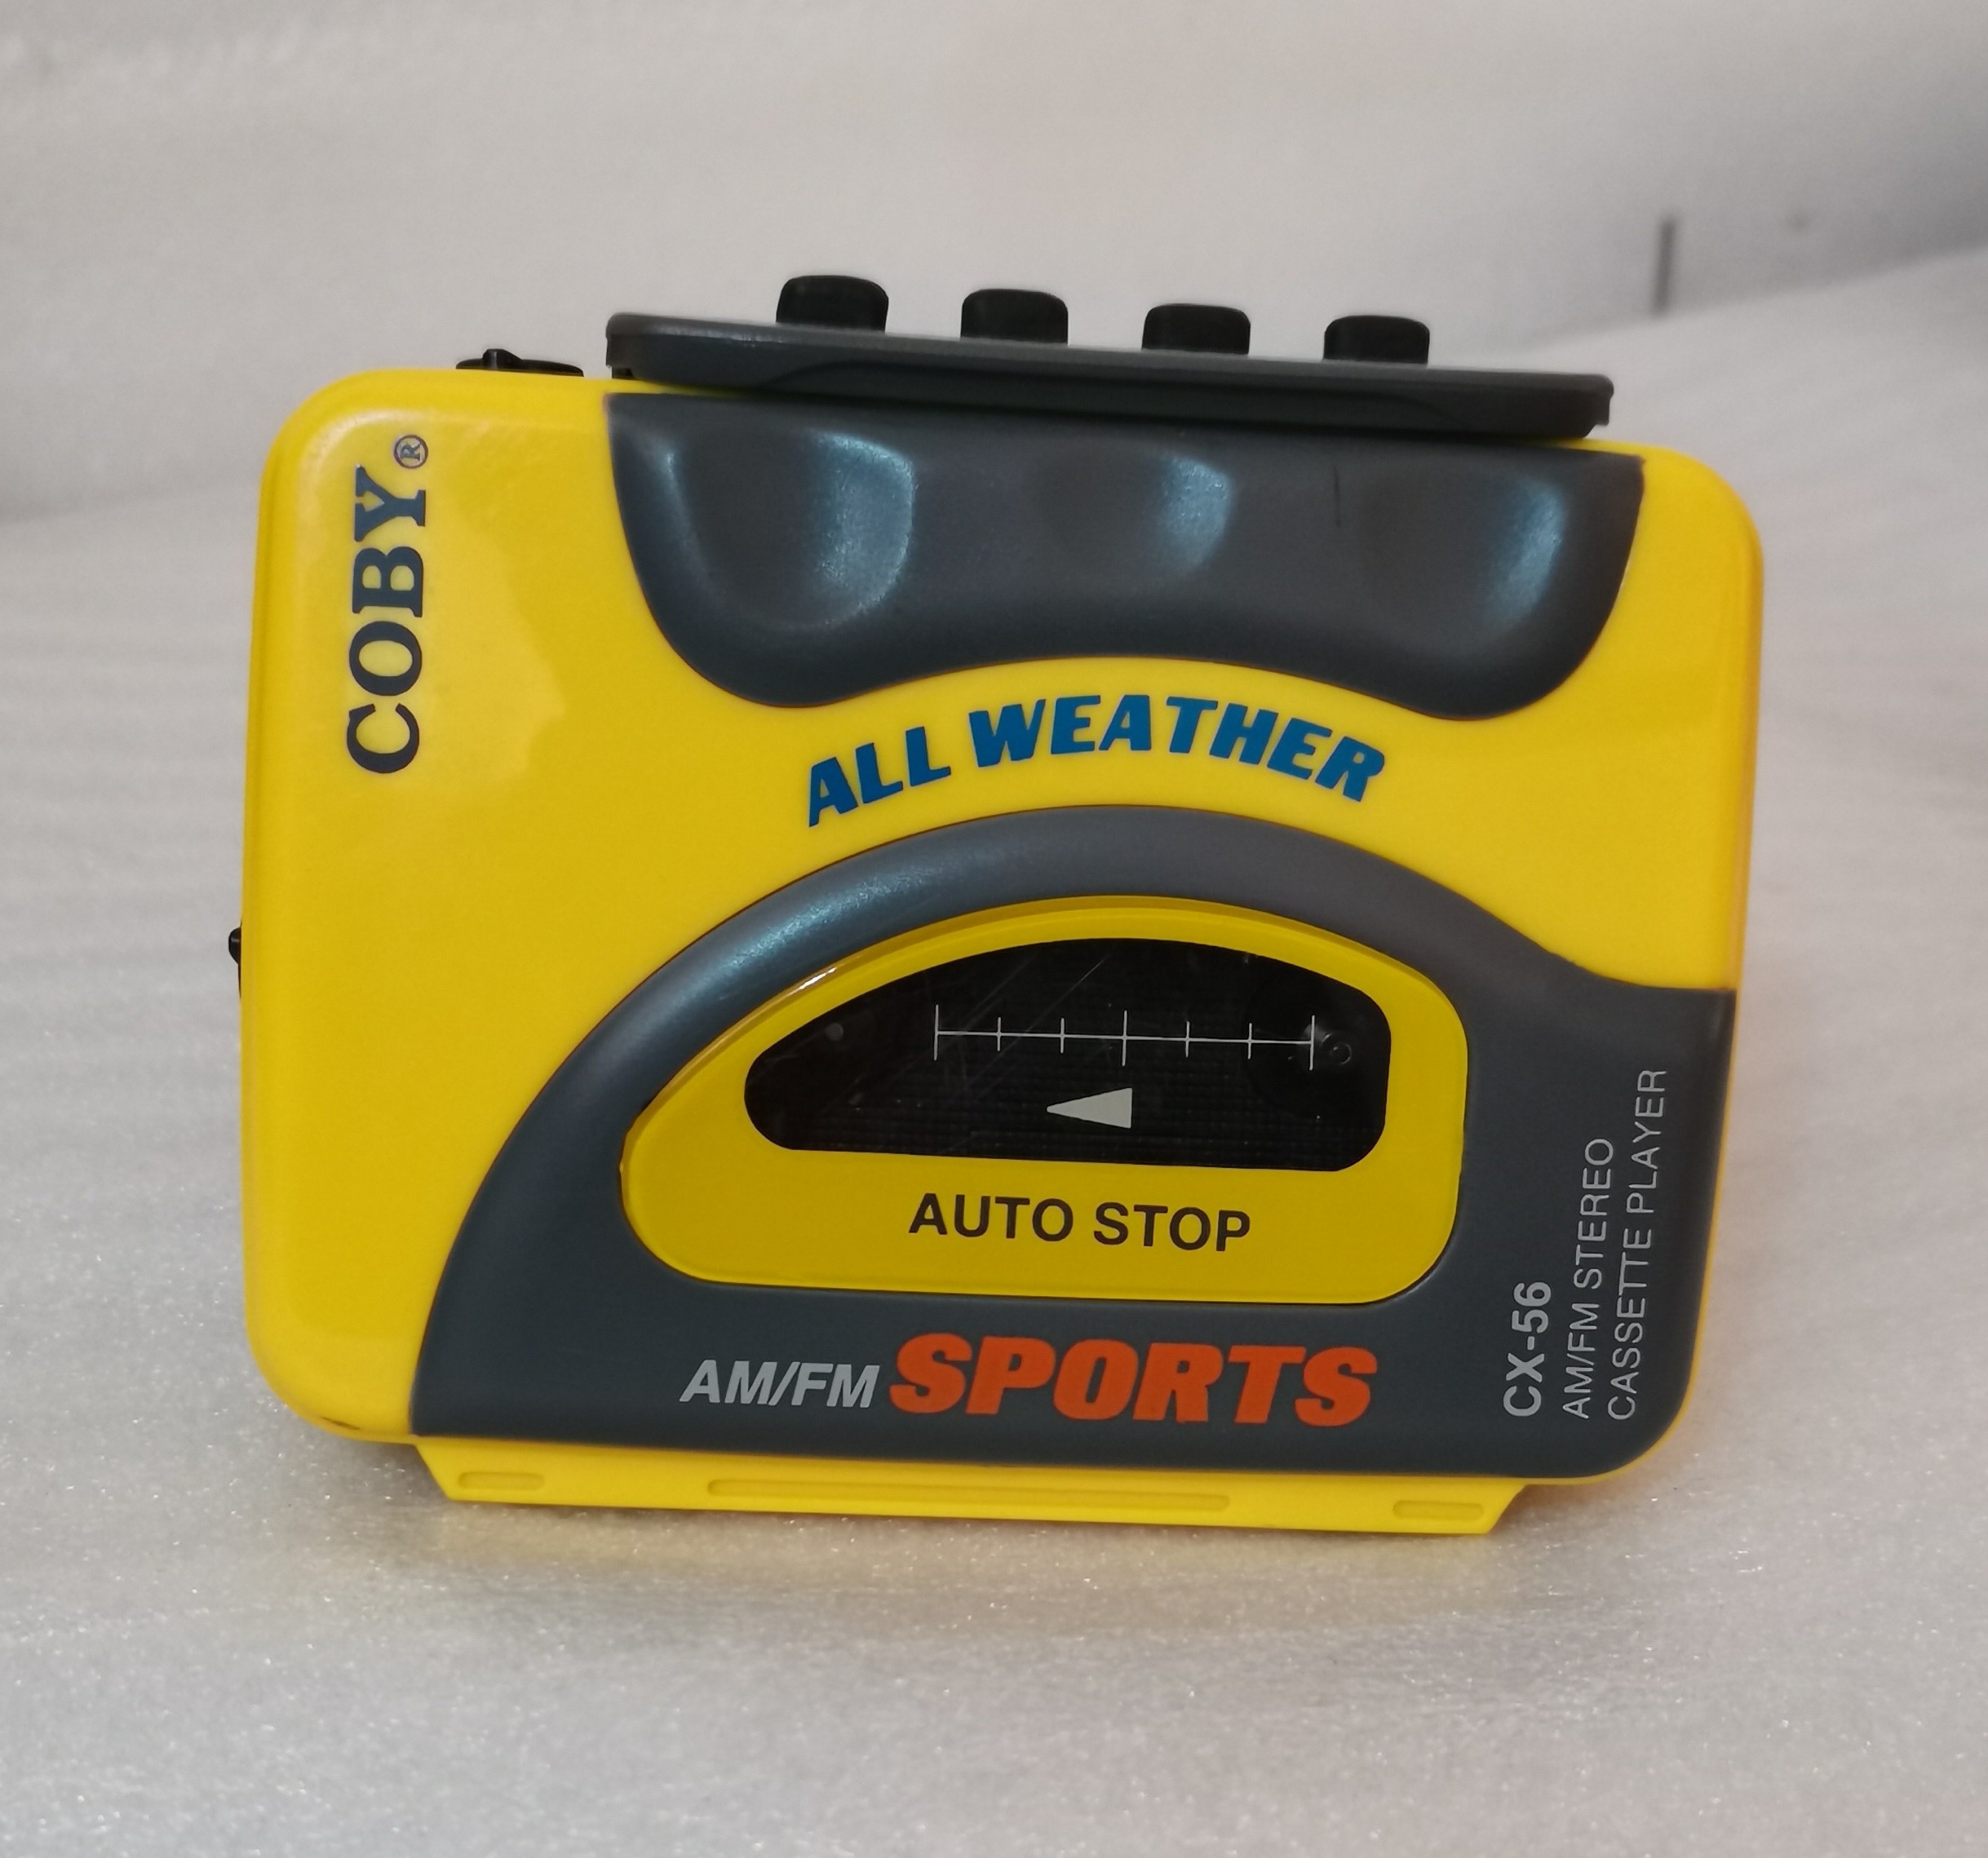 COBY®
ALL WEATHER
AUTO STOP
AM/FM SPORTS
CX-56
AM/FM STEREO
CASSETTE PLAYER